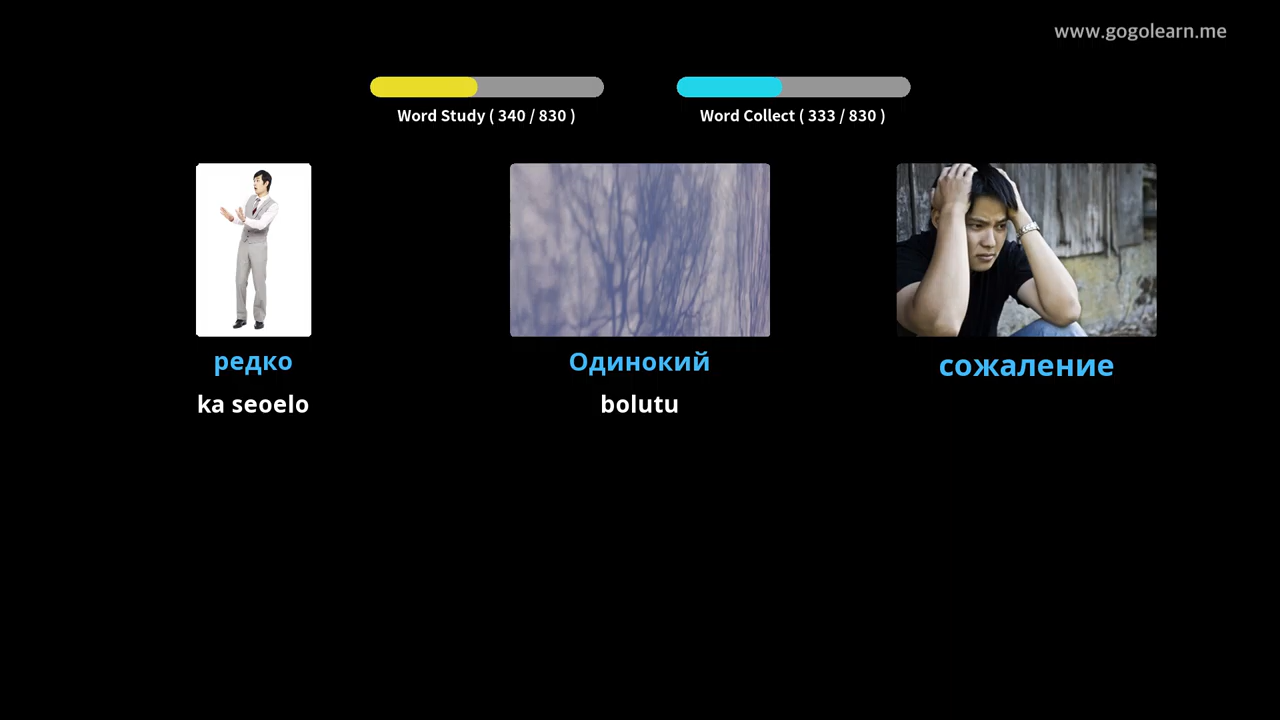 www.gogolearn.me
Word Study ( 340 / 830 )
Word Collect ( 333 / 830 )
редко
Одинокий
сожаление
ka seoelo
bolutu